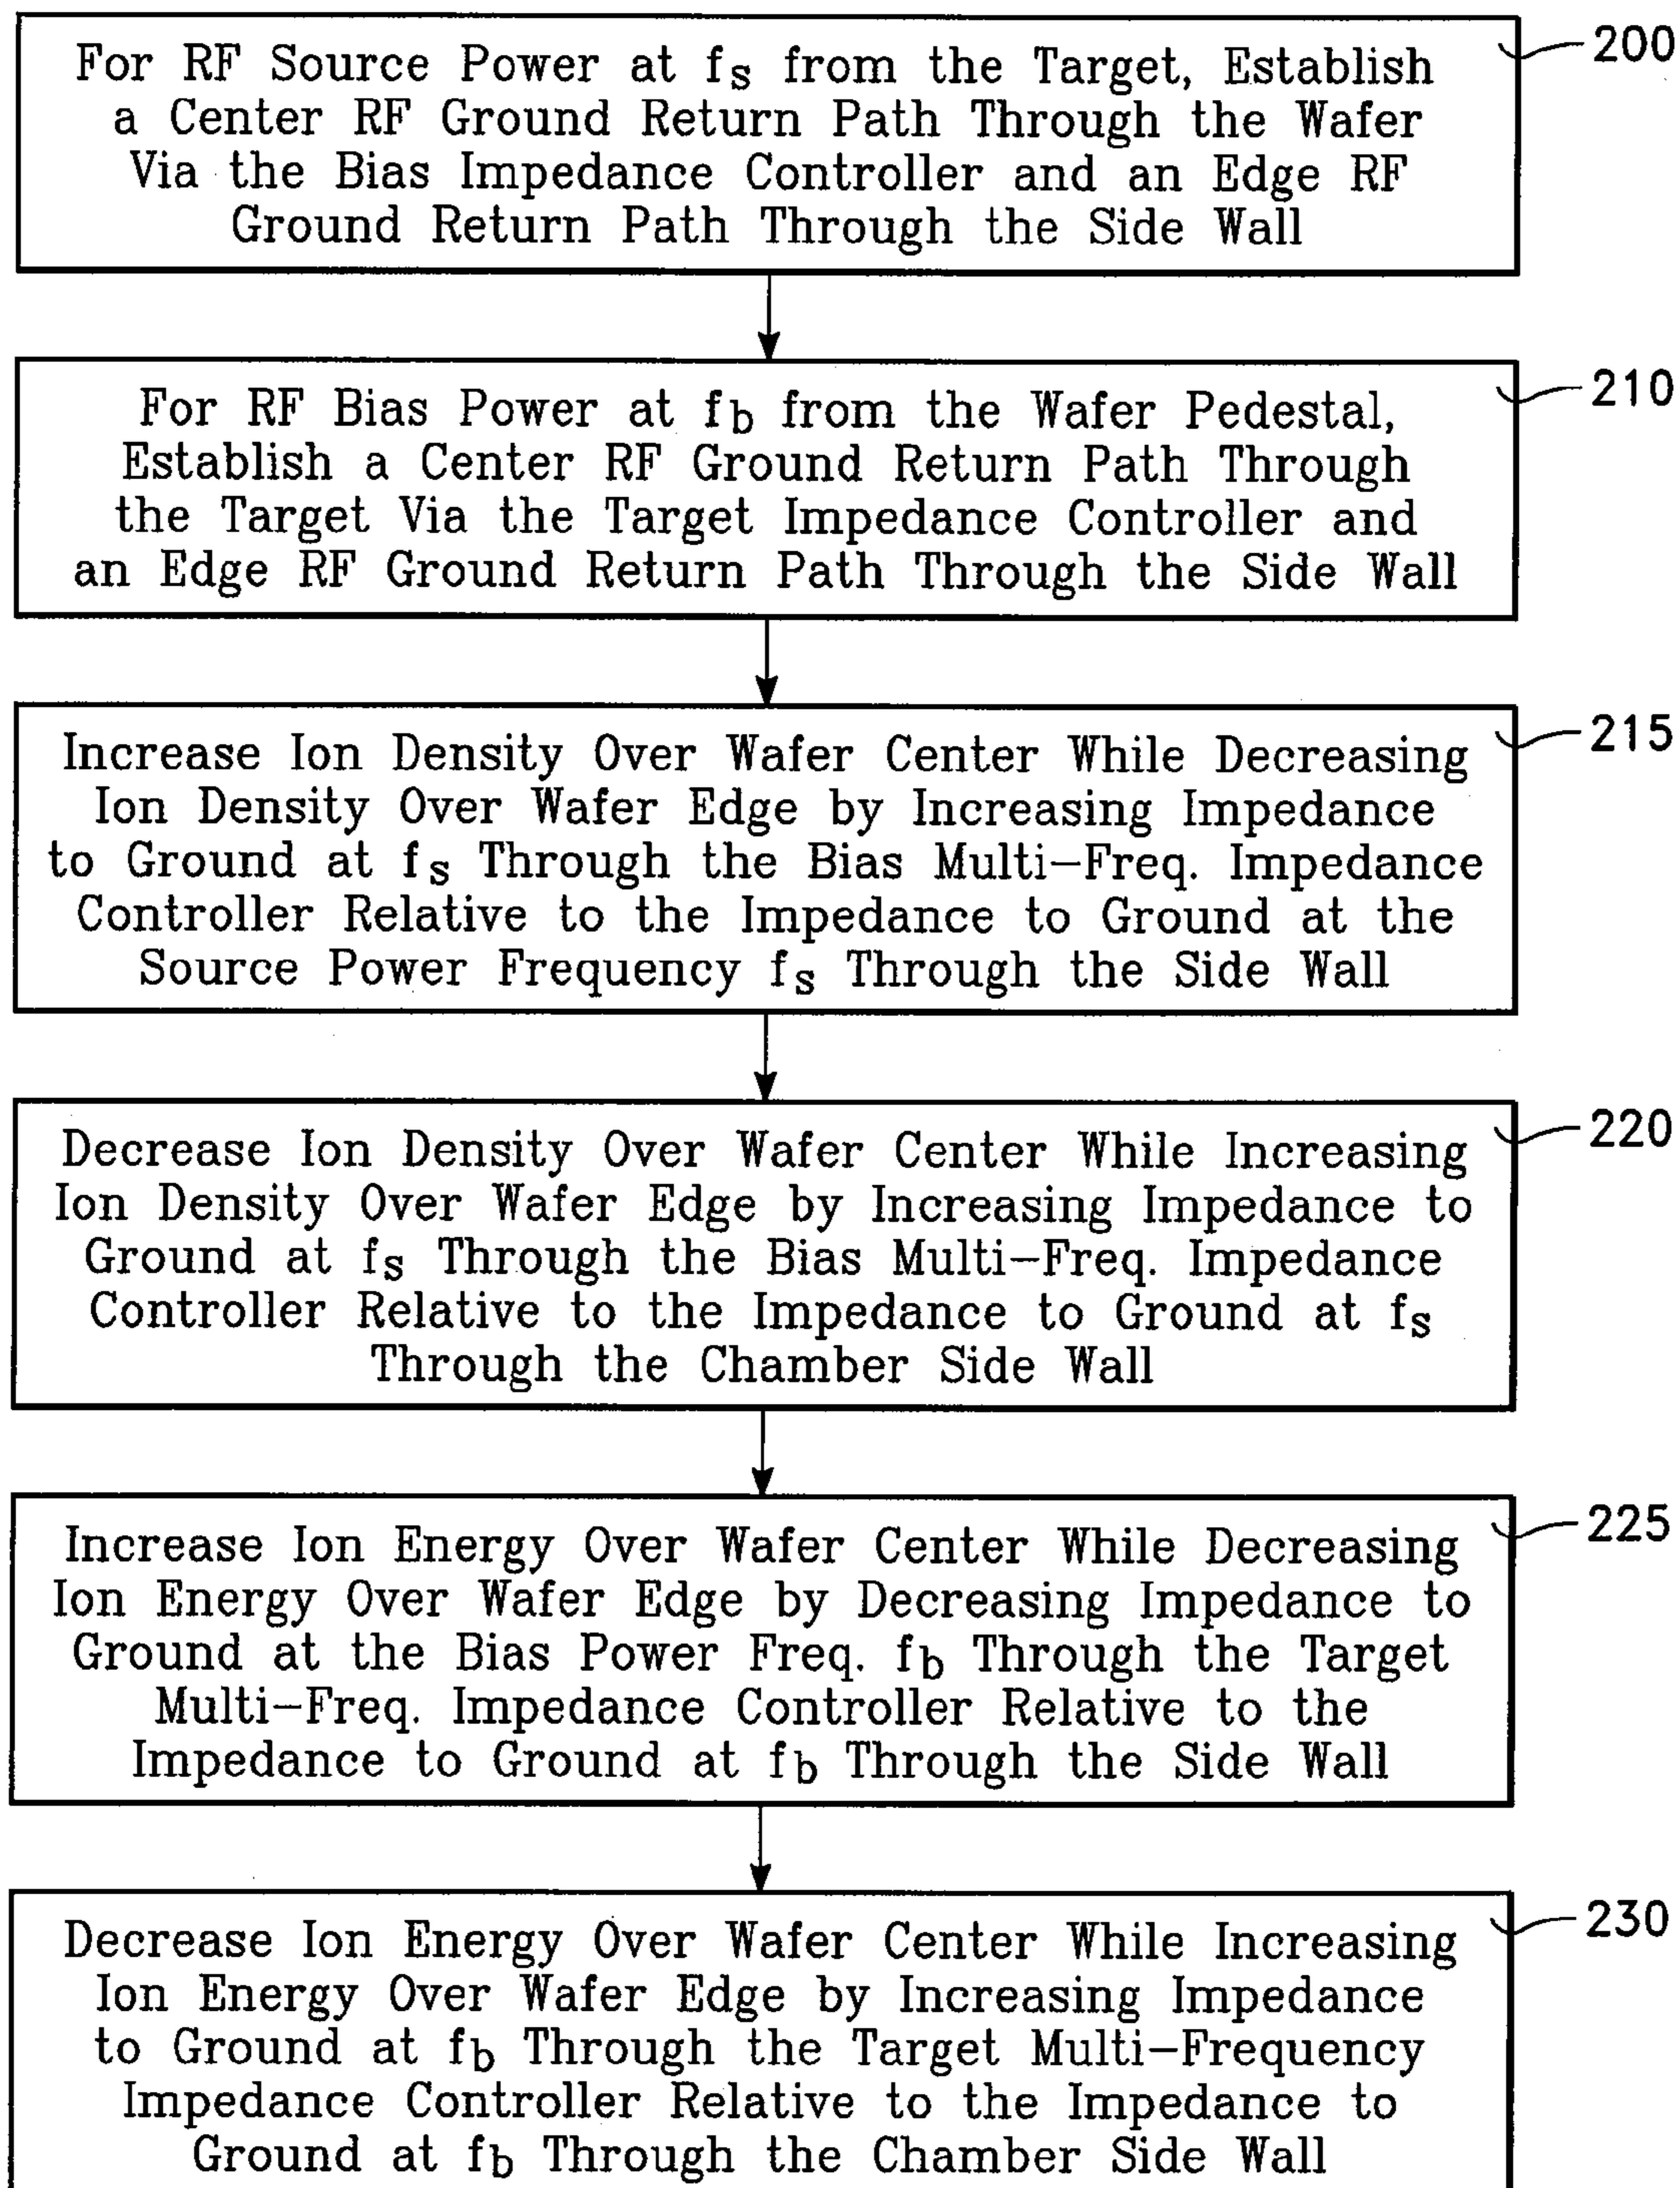 For RF Source Power at fs from the Target, Establish
a Center RF Ground Return Path Through the Wafer
Via the Bias Impedance Controller and an Edge RF
Ground Return Path Through the Side Wall
200
For RF Bias Power at fb from the Wafer Pedestal,
Establish a Center RF Ground Return Path Through
the Target Via the Target Impedance Controller and
an Edge RF Ground Return Path Through the Side Wall
210
Increase Ion Density Over Wafer Center While Decreasing
Ion Density Over Wafer Edge by Increasing Impedance
to Ground at fs Through the Bias Multi-Freq. Impedance
Controller Relative to the Impedance to Ground at the
Source Power Frequency fs Through the Side Wall
215
Decrease Ion Density Over Wafer Center While Increasing
Ion Density Over Wafer Edge by Increasing Impedance to
Ground at fs Through the Bias Multi-Freq. Impedance
Controller Relative to the Impedance to Ground at fs
Through the Chamber Side Wall
220
Increase Ion Energy Over Wafer Center While Decreasing
Ion Energy Over Wafer Edge by Decreasing Impedance to
Ground at the Bias Power Freq. fb Through the Target
Multi-Freq. Impedance Controller Relative to the
Impedance to Ground at fb Through the Side Wall
225
Decrease Ion Energy Over Wafer Center While Increasing
Ion Energy Over Wafer Edge by Increasing Impedance
to Ground at fb Through the Target Multi-Frequency
Impedance Controller Relative to the Impedance to
Ground at fb Through the Chamber Side Wall
230